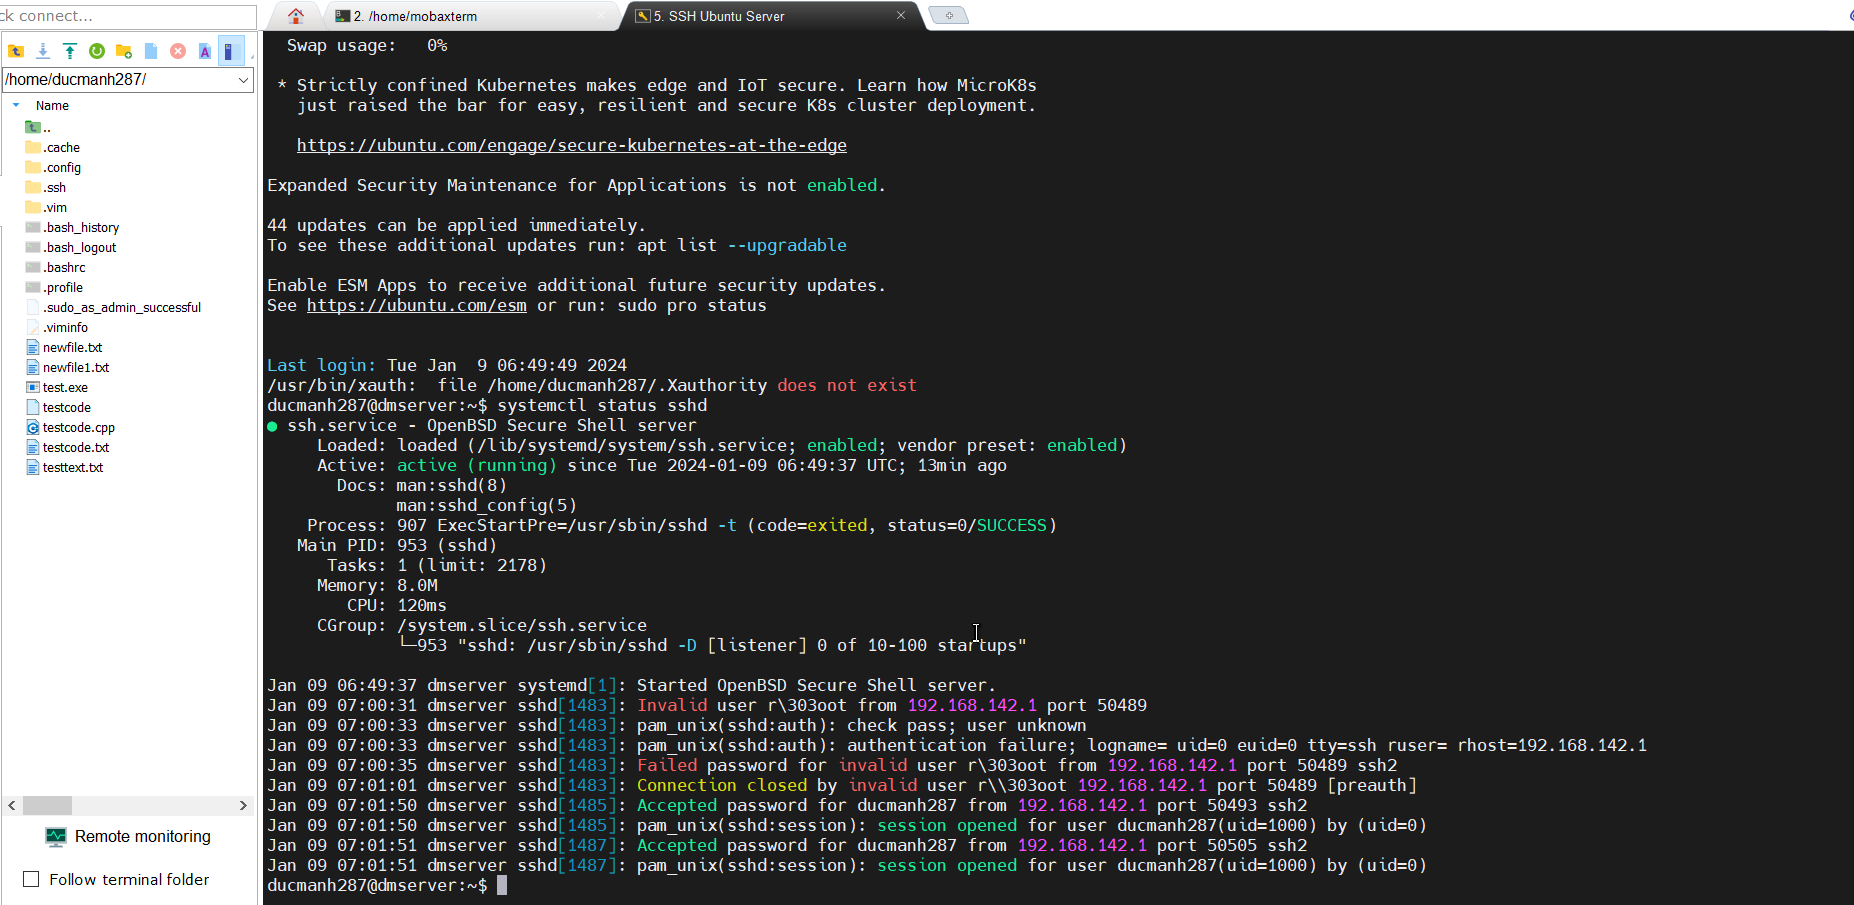 ck connect...
2. /home/mobaxterm
5. SSH Ubuntu Server
/home/ducmanh287/
Name
..
.cache
.config
.ssh
.vim
.bash_history
.bash_logout
.bashrc
.profile
.sudo_as_admin_successful
.viminfo
newfile.txt
newfile1.txt
test.exe
testcode
testcode.cpp
testcode.txt
testtext.txt
Remote monitoring
Follow terminal folder
Swap usage:   0%
* Strictly confined Kubernetes makes edge and IoT secure. Learn how MicroK8s
just raised the bar for easy, resilient and secure K8s cluster deployment.
https://ubuntu.com/engage/secure-kubernetes-at-the-edge
Expanded Security Maintenance for Applications is not enabled.
44 updates can be applied immediately.
To see these additional updates run: apt list --upgradable
Enable ESM Apps to receive additional future security updates.
See https://ubuntu.com/esm or run: sudo pro status
Last login: Tue Jan  9 06:49:49 2024
/usr/bin/xauth:  file /home/ducmanh287/.Xauthority does not exist
ducmanh287@dmserver:~$ systemctl status sshd
● ssh.service - OpenBSD Secure Shell server
Loaded: loaded (/lib/systemd/system/ssh.service; enabled; vendor preset: enabled)
Active: active (running) since Tue 2024-01-09 06:49:37 UTC; 13min ago
Docs: man:sshd(8)
man:sshd_config(5)
Process: 907 ExecStartPre=/usr/sbin/sshd -t (code=exited, status=0/SUCCESS)
Main PID: 953 (sshd)
Tasks: 1 (limit: 2178)
Memory: 8.0M
CPU: 120ms
CGroup: /system.slice/ssh.service
└─953 "sshd: /usr/sbin/sshd -D [listener] 0 of 10-100 startups"
Jan 09 06:49:37 dmserver systemd[1]: Started OpenBSD Secure Shell server.
Jan 09 07:00:31 dmserver sshd[1483]: Invalid user r\303oot from 192.168.142.1 port 50489
Jan 09 07:00:33 dmserver sshd[1483]: pam_unix(sshd:auth): check pass; user unknown
Jan 09 07:00:33 dmserver sshd[1483]: pam_unix(sshd:auth): authentication failure; logname= uid=0 euid=0 tty=ssh ruser= rhost=192.168.142.1
Jan 09 07:00:35 dmserver sshd[1483]: Failed password for invalid user r\303oot from 192.168.142.1 port 50489 ssh2
Jan 09 07:01:01 dmserver sshd[1483]: Connection closed by invalid user r\\303oot 192.168.142.1 port 50489 [preauth]
Jan 09 07:01:50 dmserver sshd[1485]: Accepted password for ducmanh287 from 192.168.142.1 port 50493 ssh2
Jan 09 07:01:50 dmserver sshd[1485]: pam_unix(sshd:session): session opened for user ducmanh287(uid=1000) by (uid=0)
Jan 09 07:01:51 dmserver sshd[1487]: Accepted password for ducmanh287 from 192.168.142.1 port 50505 ssh2
Jan 09 07:01:51 dmserver sshd[1487]: pam_unix(sshd:session): session opened for user ducmanh287(uid=1000) by (uid=0)
ducmanh287@dmserver:~$